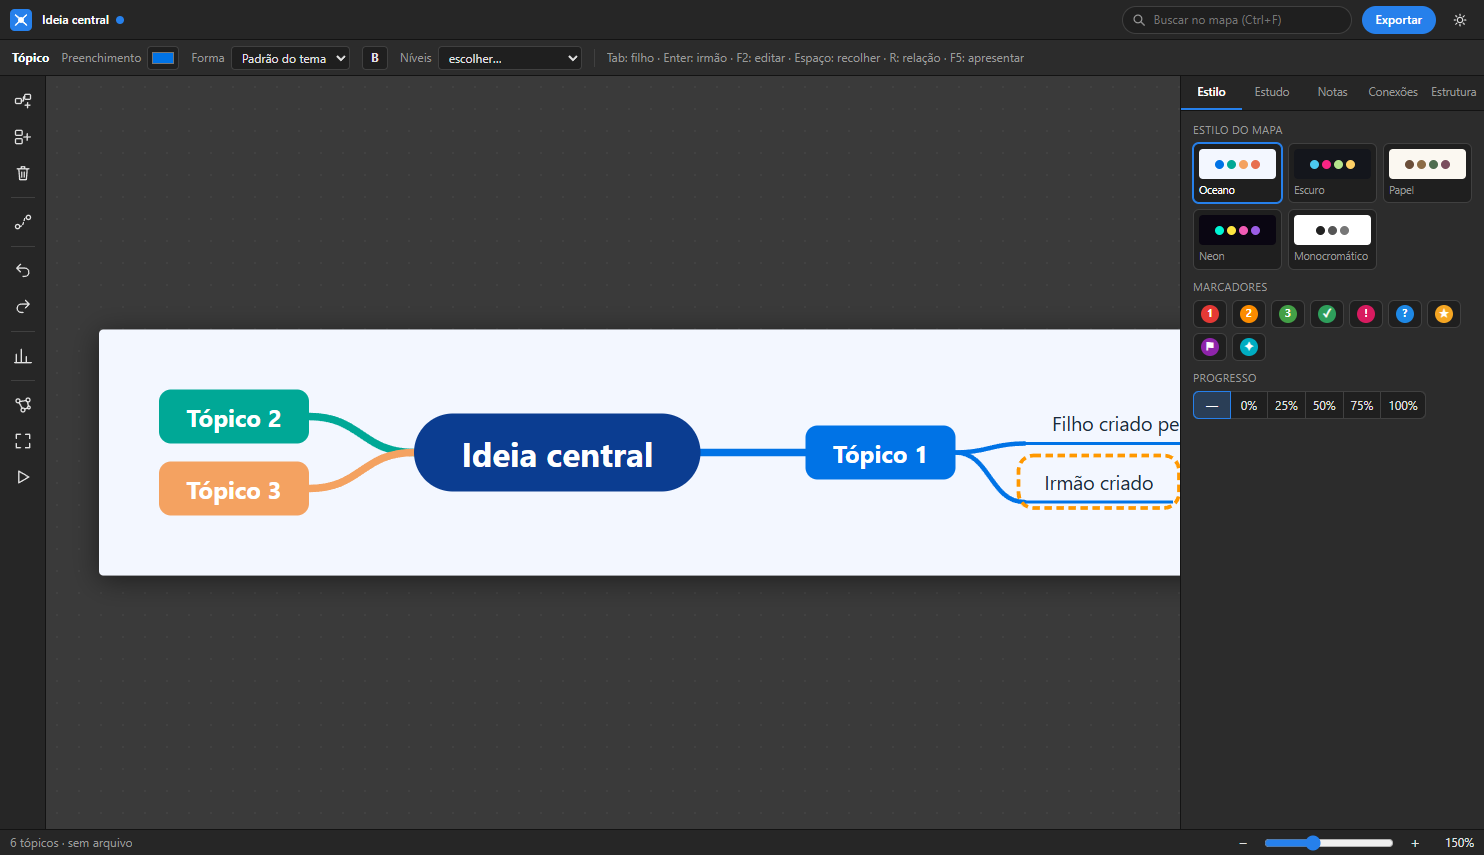 Ideia central
Buscar no mapa (Ctrl+F)
Exportar
Tópico
Preenchimento
Forma
Padrão do tema
B
Níveis
escolher...
Tab: filho · Enter: irmão · F2: editar · Espaço: recolher · R: relação · F5: apresentar
Estilo
Estudo
Notas
Conexões
Estrutura
ESTILO DO MAPA
Oceano
Escuro
Papel
Neon
Monocromático
MARCADORES
1
2
3
!
?
PROGRESSO
—
0%
25%
50%
75%
100%
Tópico 2
Tópico 3
Ideia central
Tópico 1
Filho criado pe
Irmão criado
6 tópicos · sem arquivo
−
+
150%